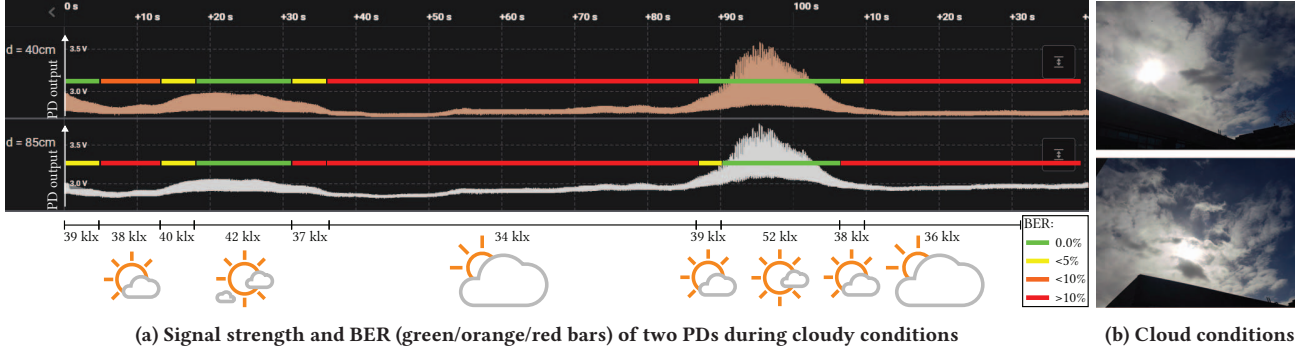 0 s 100 s
+10 s +20 s +30 s +40 s +50 s +60 s +70 s +80 s +90 s +10 s +20 s +30 s
d = 40cm
PD output
3.5 V
3.0 V
d = 85cm
PD output
3.5 V
3.0 V
39 klx 38 klx 40 klx 42 klx 37 klx 34 klx 39 klx 52 klx 38 klx 36 klx
BER:
0.0%
<5%
<10%
>10%
(a) Signal strength and BER (green/orange/red bars) of two PDs during cloudy conditions
(b) Cloud conditions